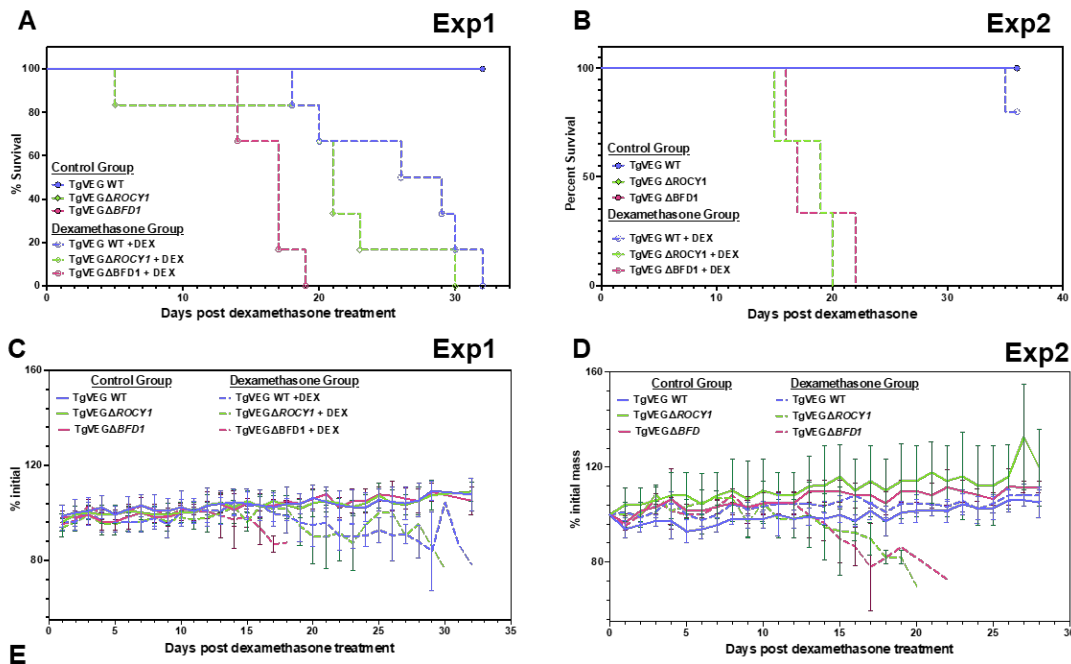 A
Exp1
% Survival
100
80
60
40
20
0
Control Group
TgVEG WT
TgVEG ΔROCY1
TgVEG ΔBFD1
Dexamethasone Group
TgVEG WT +DEX
TgVEGΔROCY1 + DEX
TgVEGΔBFD1 + DEX
0 10 20 30
Days post dexamethasone treatment
B
Exp2
Percent Survival
100
50
0
Control Group
TgVEG WT
TgVEG ΔROCY1
TgVEG ΔBFD1
Dexamethasone Group
TgVEG WT + DEX
TgVEG ΔROCY1 + DEX
TgVEG ΔBFD1 + DEX
0 10 20 30 40
Days post dexamethasone
C
Exp1
% initial
160
120
80
Control Group
TgVEG WT
TgVEGΔROCY1
TgVEGΔBFD1
Dexamethasone Group
TgVEG WT +DEX
TgVEGΔROCY1 + DEX
TgVEGΔBFD1 + DEX
0 5 10 15 20 25 30 35
Days post dexamethasone treatment
D
Exp2
% initial mass
160
120
80
Control Group
TgVEG WT
TgVEGΔROCY1
TgVEGΔBFD
Dexamethasone Group
TgVEG WT
TgVEGΔROCY1
TgVEGΔBFD1
0 5 10 15 20 25 30
Days post dexamethasone treatment
E